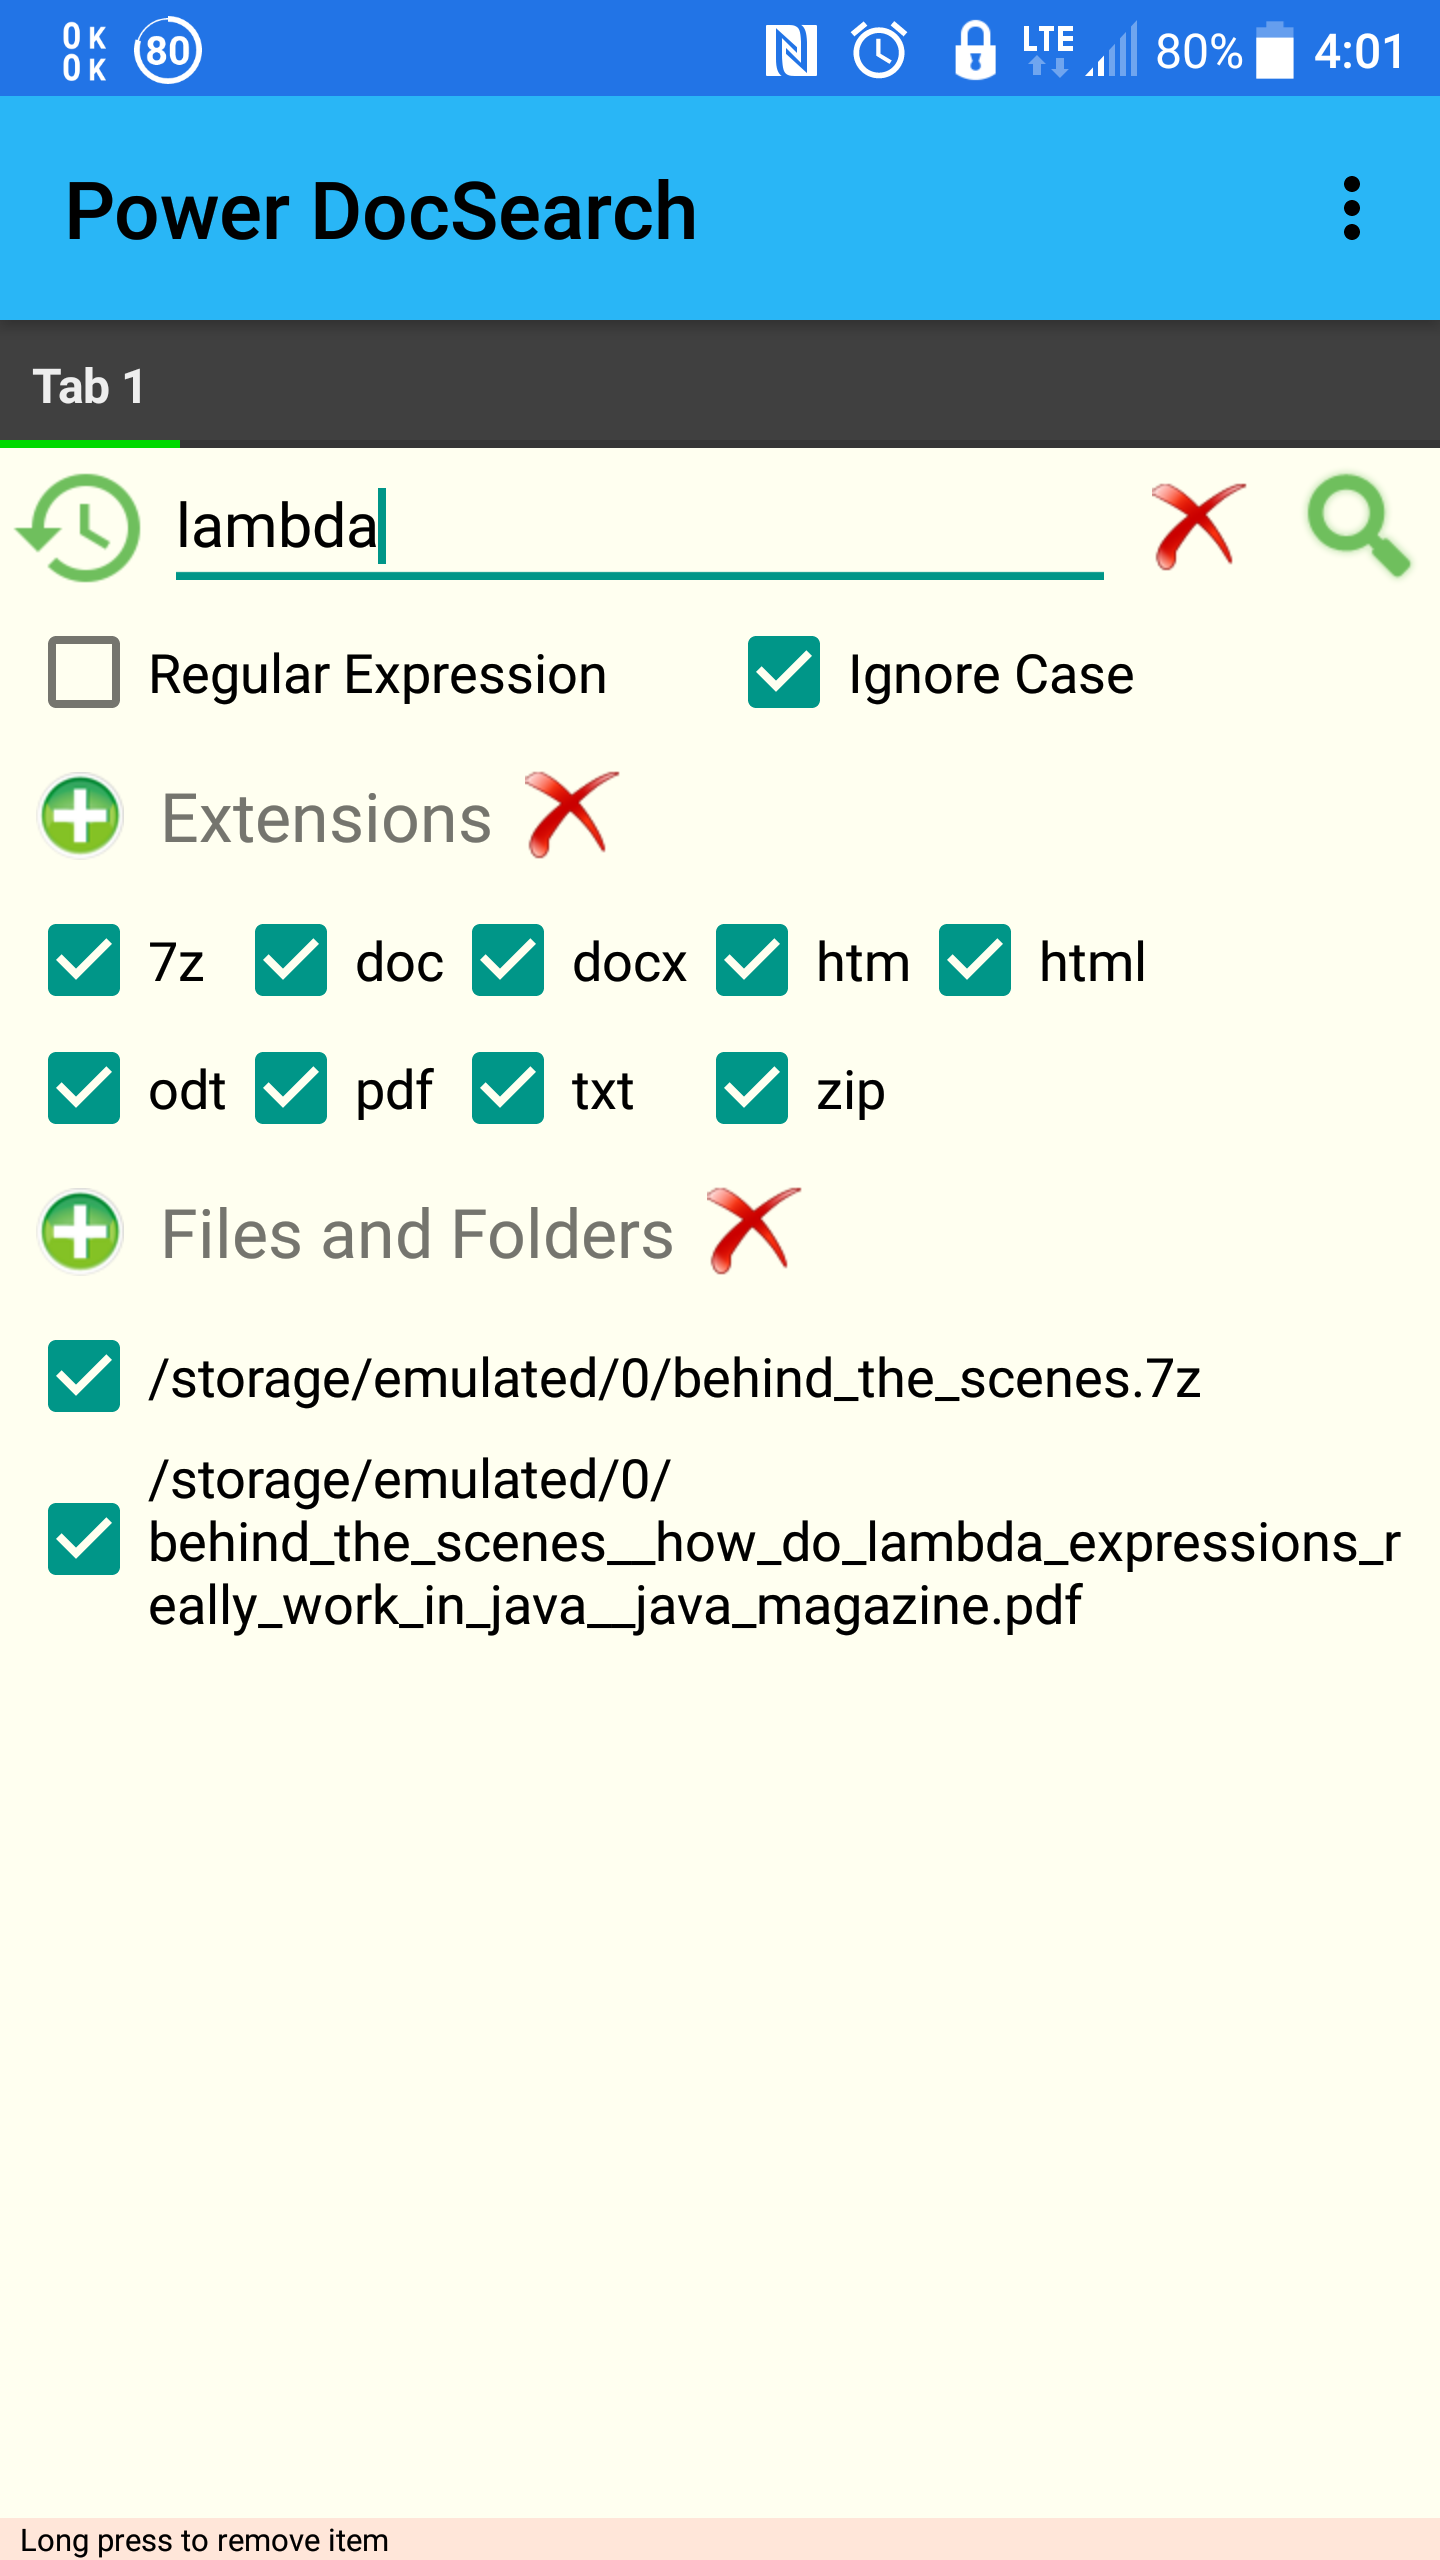 0 K
0 K
80
LTE
80%
4:01
Power DocSearch
Tab 1
lambda
Regular Expression
Ignore Case
Extensions
7z doc docx htm html
odt pdf txt zip
Files and Folders
/storage/emulated/0/behind_the_scenes.7z
/storage/emulated/0/
behind_the_scenes__how_do_lambda_expressions_r
eally_work_in_java__java_magazine.pdf
Long press to remove item